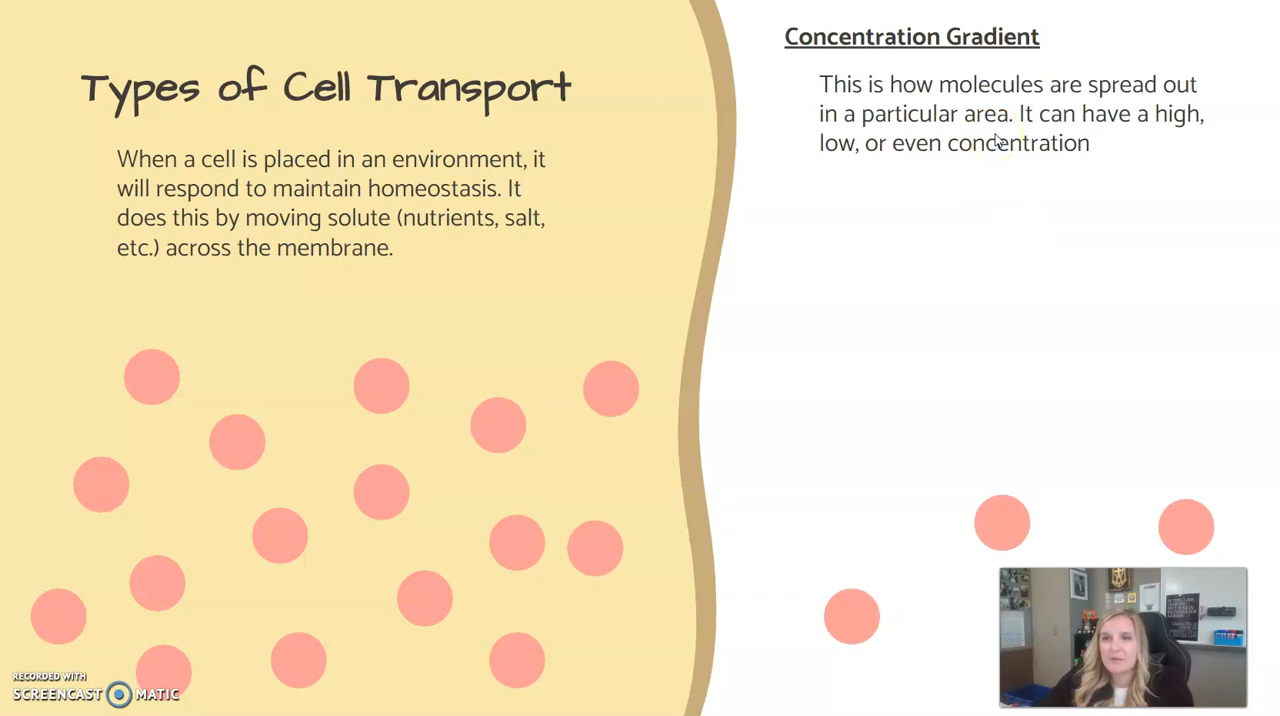 Types of Cell Transport
When a cell is placed in an environment, it
will respond to maintain homeostasis. It
does this by moving solute (nutrients, salt,
etc.) across the membrane.
Concentration Gradient
This is how molecules are spread out
in a particular area. It can have a high,
low, or even concentration
RECORDED WITH
SCREENCAST MATIC